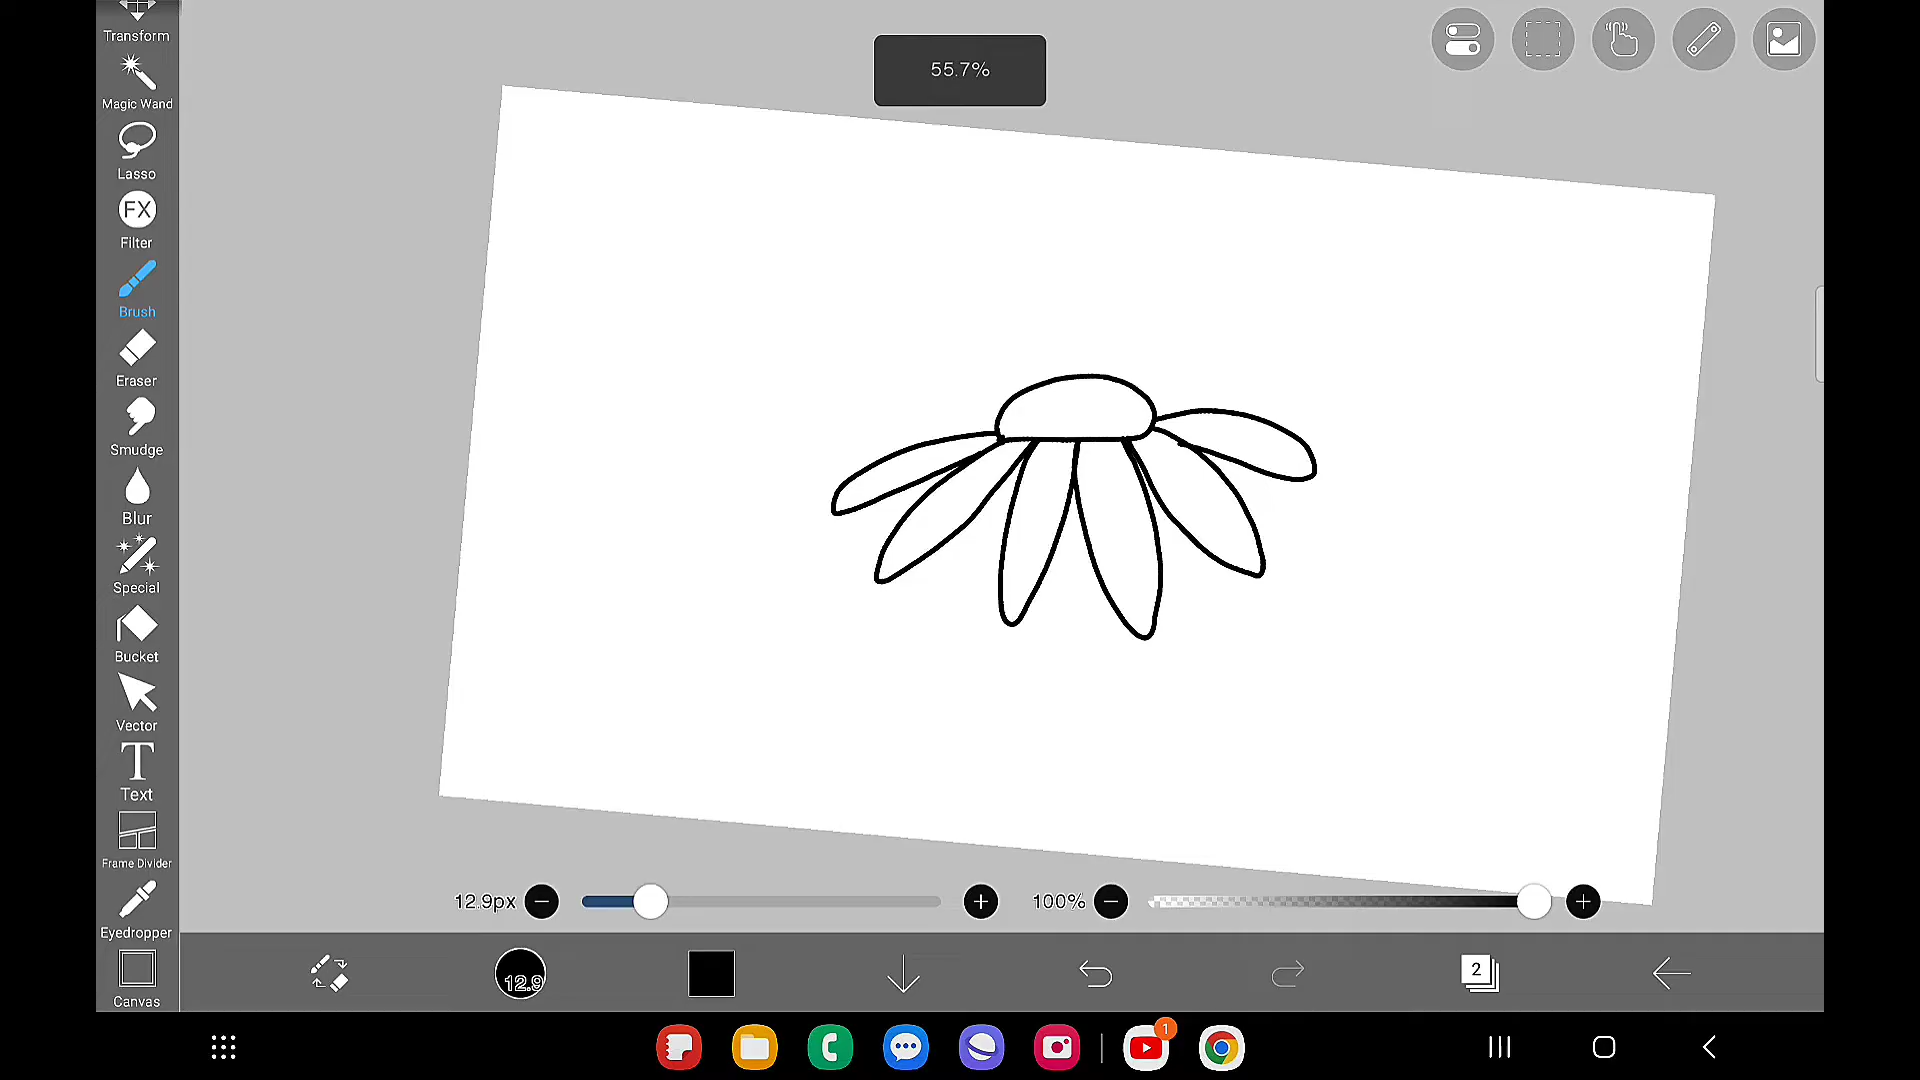 Transform
55.7%
Magic Wand
Lasso
FX
Filter
Brush
Eraser
Smudge
Blur
Special
Bucket
Vector
T
Text
Frame Divider
Eyedropper
Canvas
12.9px
100%
12.9
2
1